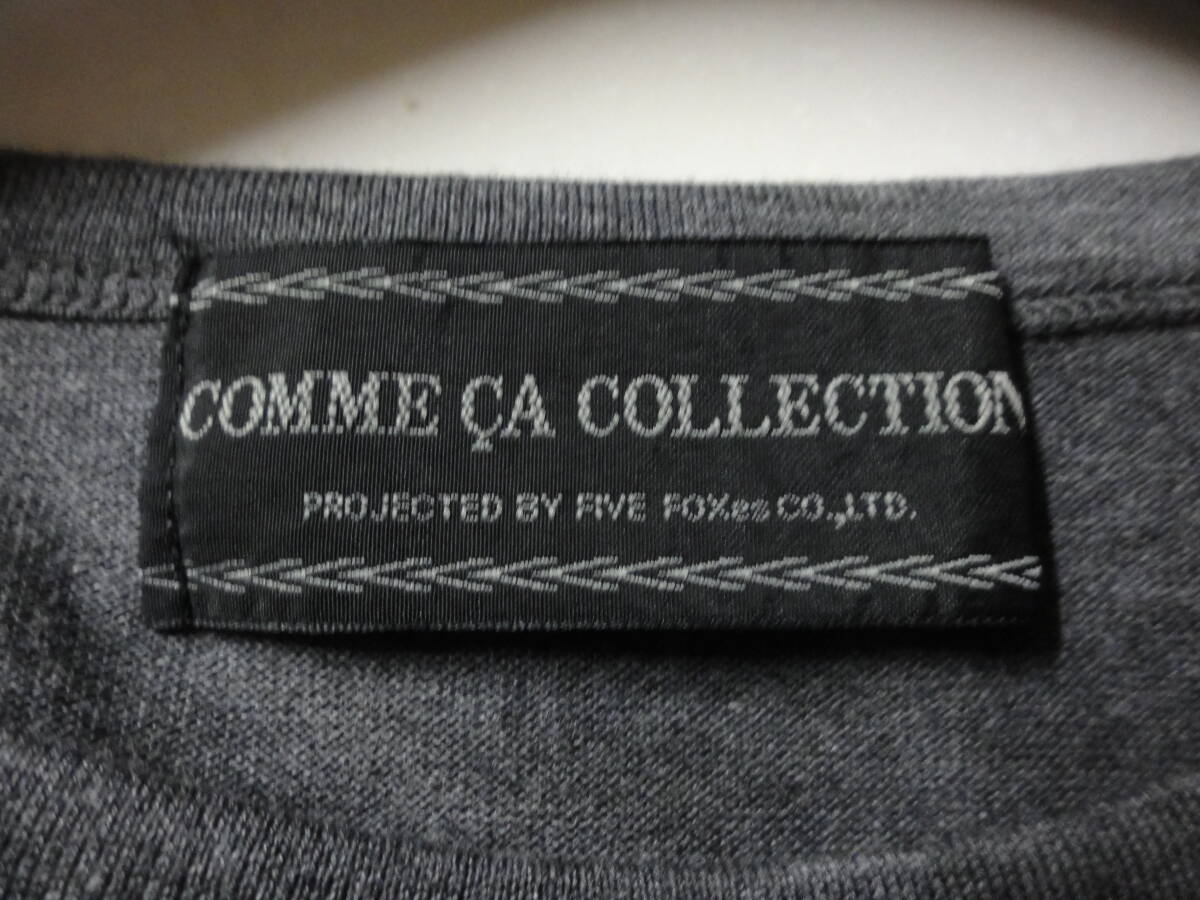 COMME ÇA COLLECTION
PROJECTED BY FIVE FOXes CO.,LTD.